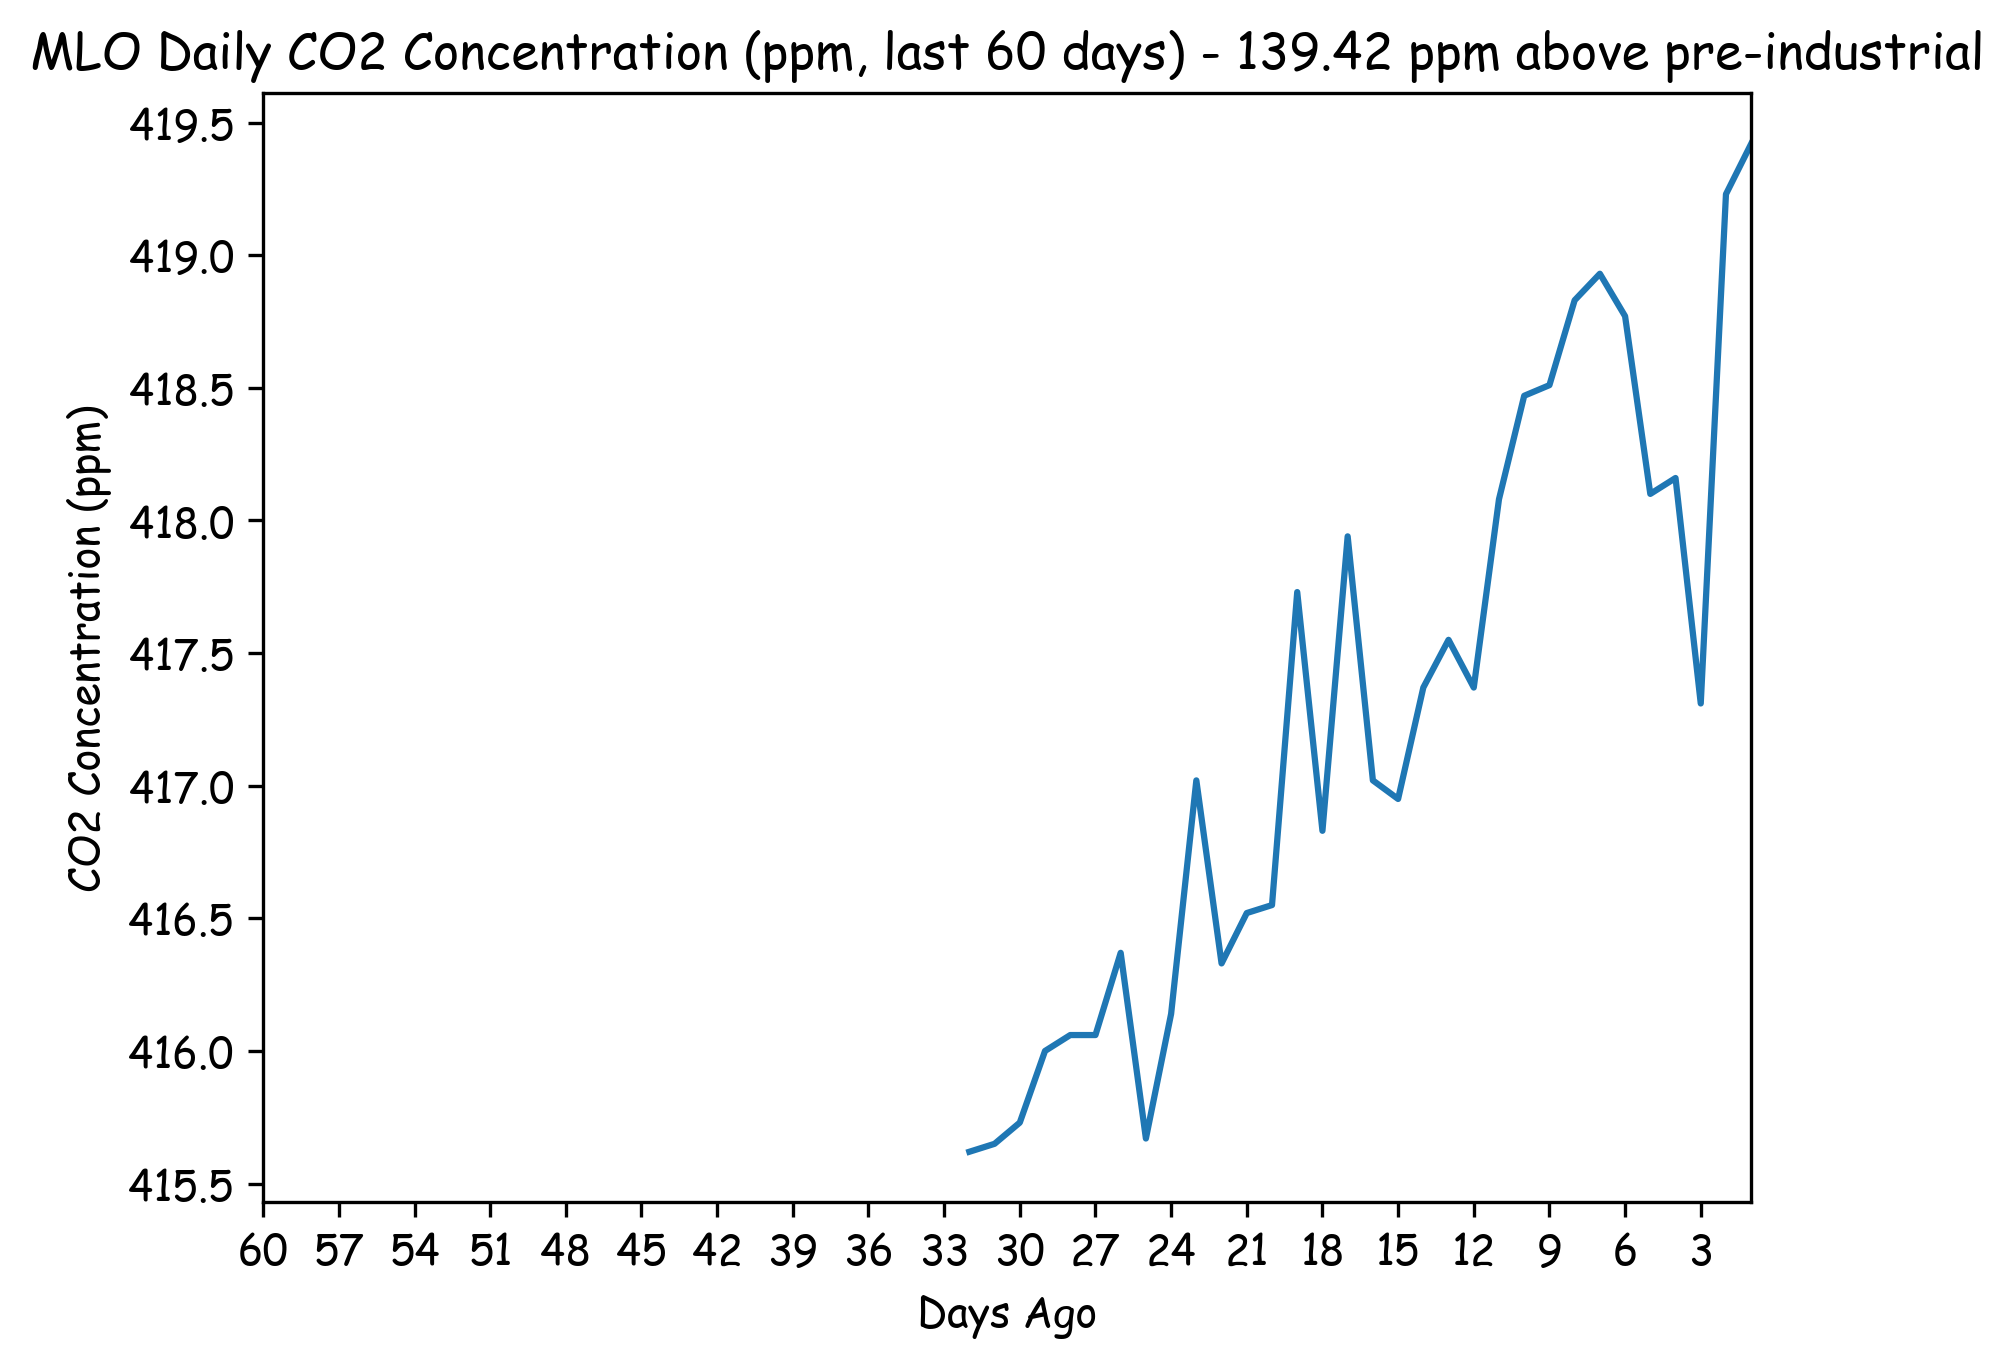 MLO Daily CO2 Concentration (ppm, last 60 days) - 139.42 ppm above pre-industrial
419.5
419.0
418.5
418.0
417.5
417.0
416.5
416.0
415.5
CO2 Concentration (ppm)
60 57 54 51 48 45 42 39 36 33 30 27 24 21 18 15 12 9 6 3
Days Ago